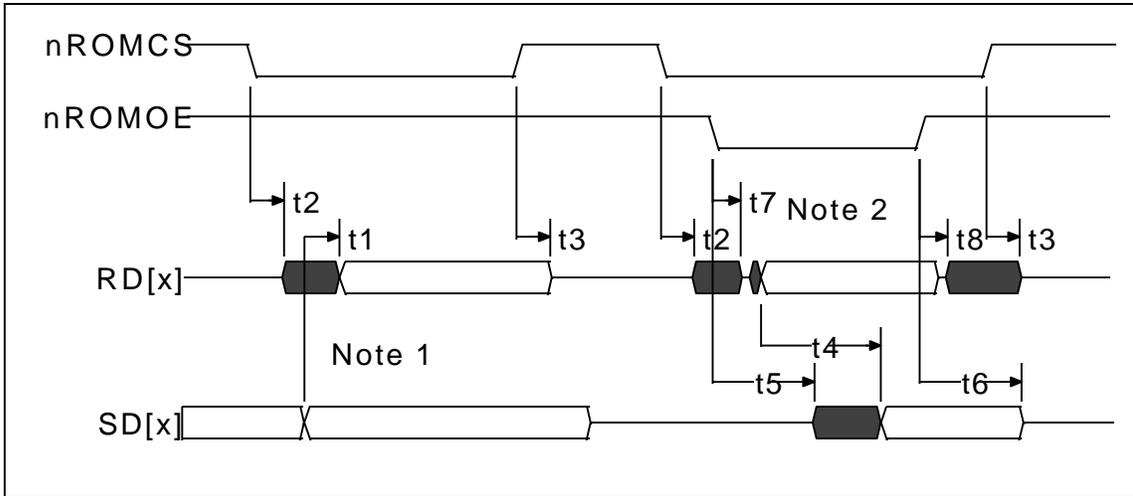 nROMCS
nROMOE
t2
t7
Note 2
t1
t3
t2
t8
t3
RD[x]
Note 1
t4
t5
t6
SD[x]